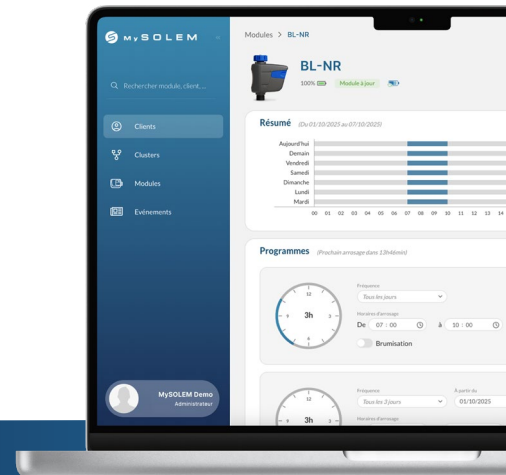 MySOLEM
Rechercher module, client,...
Clients
Clusters
Modules
Evénements
MySOLEM Demo
Administrateur
Modules > BL-NR
BL-NR
100%
Module à jour
Résumé (Du 01/10/2025 au 07/10/2025)
Aujourd'hui
Demain
Vendredi
Samedi
Dimanche
Lundi
Mardi
00 01 02 03 04 05 06 07 08 09 10 11 12 13 14
Programmes (Prochain arrosage dans 13h46min)
12
9 3h 3
6
Fréquence
Tous les jours
Horaires d'arrosage
De 07 : 00 à 10 : 00
Brumisation
12
9 3h 3
Fréquence
Tous les 3 jours
À partir du
01/10/2025
Horaires d'arrosage